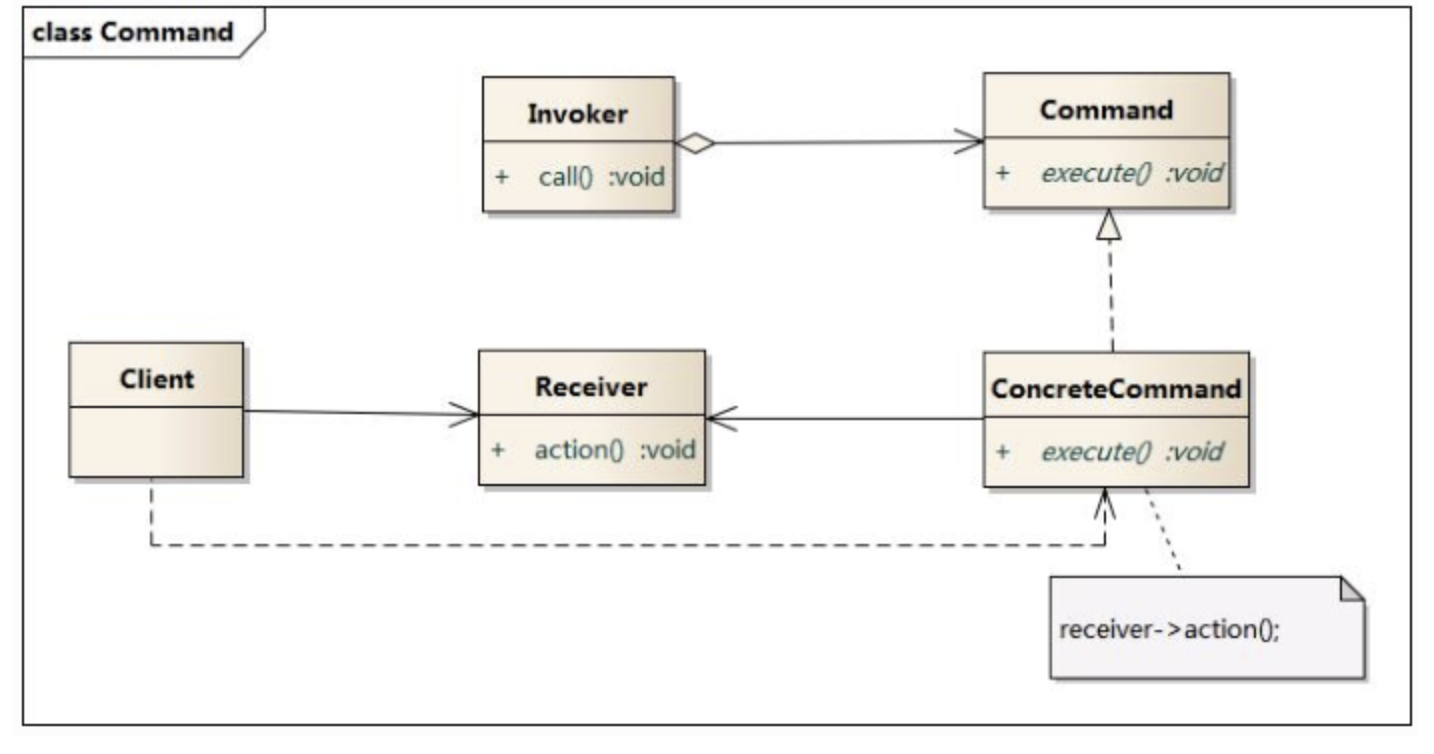 class Command
Invoker
+ call() :void
Command
+ execute() :void
Client
Receiver
+ action() :void
ConcreteCommand
+ execute() :void
receiver->action();